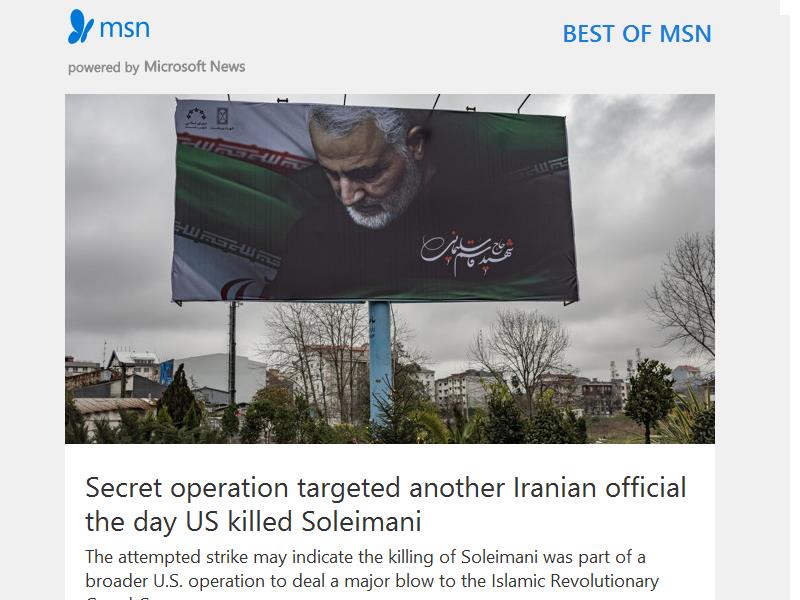 msn
BEST OF MSN
powered by Microsoft News
شهید حاج قاسم سلیمانی
Secret operation targeted another Iranian official
the day US killed Soleimani
The attempted strike may indicate the killing of Soleimani was part of a
broader U.S. operation to deal a major blow to the Islamic Revolutionary